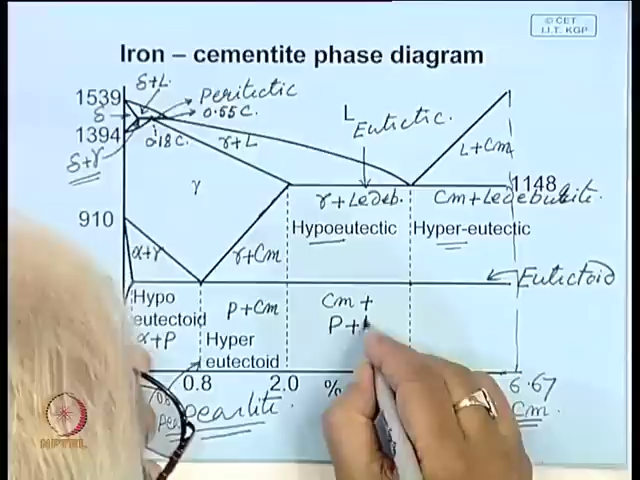 © CET
I.I.T. KGP
Iron – cementite phase diagram
1539
δ+L.
Peritectic
δ
0.55 C.
1394
0.18 C.
γ+L
L
Eutectic.
L+Cm
δ+γ
γ
1148
γ+Ledeb.
Cm+Ledeburite.
910
Hypoeutectic
Hyper-eutectic
α+γ
γ+Cm
Eutectoid
Hypo
eutectoid
α+P
P+Cm
Cm +
P+
Hyper
eutectoid
0.8
2.0
%
6.67
Cm.
pearlite.
NPTEL